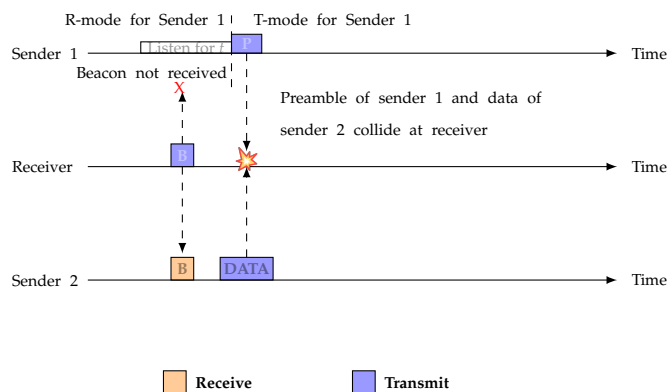 R-mode for Sender 1 T-mode for Sender 1
Sender 1 Listen for t P Time
Beacon not received
X
Preamble of sender 1 and data of
sender 2 collide at receiver
Receiver B Time
Sender 2 B DATA Time
Receive Transmit